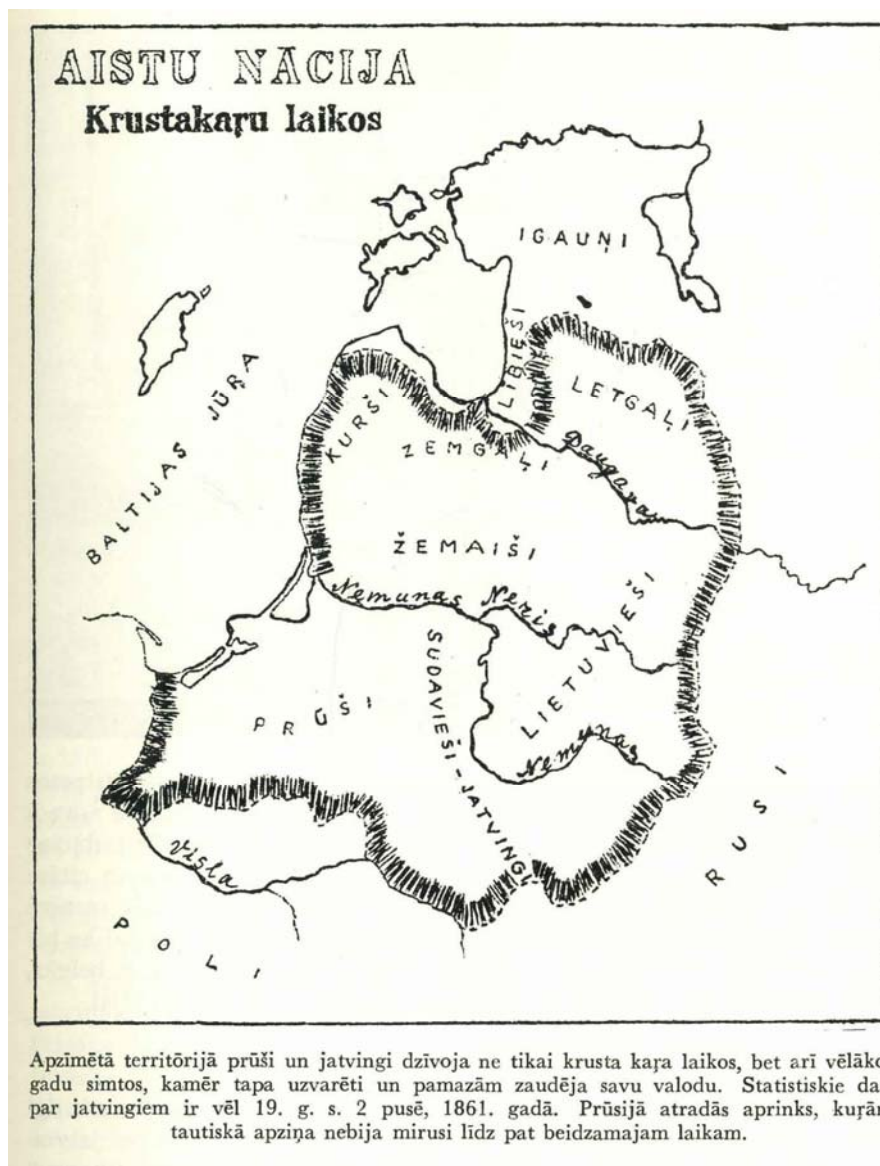 AISTU NĀCIJA
Krustakaŗu laikos
IGAUŅI
LĪBIEŠI
LETGAĻI
BALTIJAS JŪŖA
KURŠI
ZEMGAĻI
Daugava
ŽEMAIŠI
Nemunas
Neris
SUDAVIEŠI-JATVINGI
LIETUVIEŠI
PRŪŠI
Nemunas
RUSI
Visla
POLI
Apzīmētā territōrijā prūši un jatvingi dzīvoja ne tikai krusta kaŗa laikos, bet arī vēlāko
gadu simtos, kamēr tapa uzvarēti un pamazām zaudēja savu valodu. Statistiskie da
par jatvingiem ir vēl 19. g. s. 2 pusē, 1861. gadā. Prūsijā atradās aprinks, kuŗā
tautiskā apziņa nebija mirusi līdz pat beidzamajam laikam.